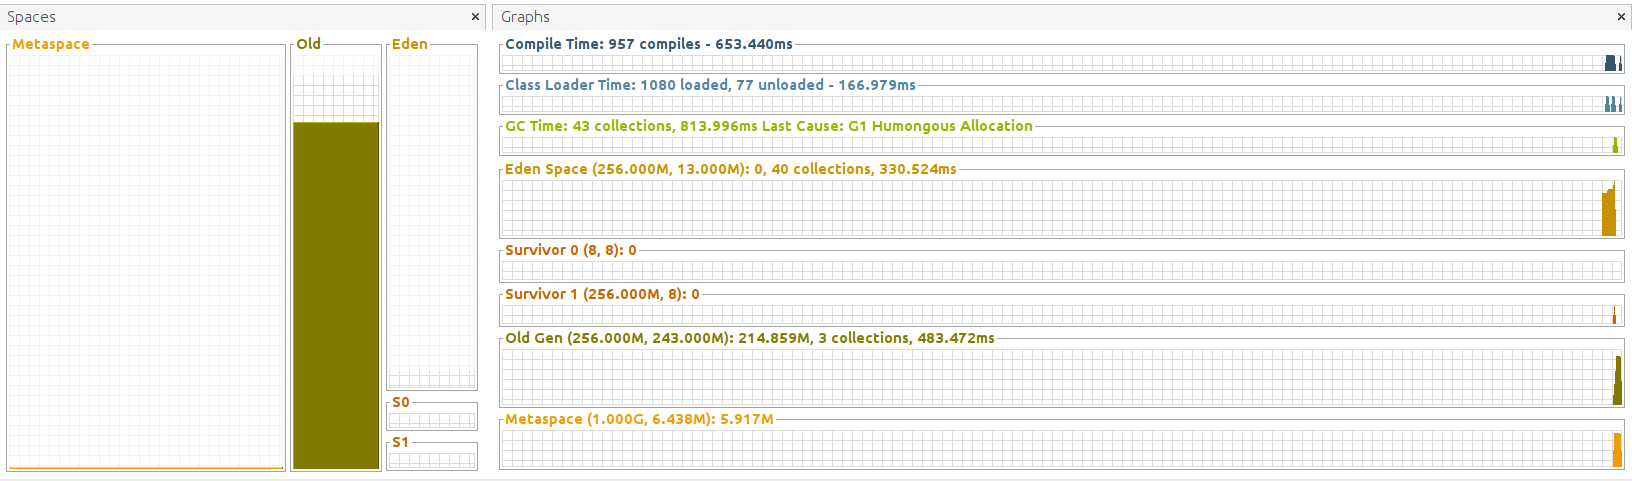 Spaces
Metaspace
Old
Eden
S0
S1
Graphs
Compile Time: 957 compiles - 653.440ms
Class Loader Time: 1080 loaded, 77 unloaded - 166.979ms
GC Time: 43 collections, 813.996ms Last Cause: G1 Humongous Allocation
Eden Space (256.000M, 13.000M): 0, 40 collections, 330.524ms
Survivor 0 (8, 8): 0
Survivor 1 (256.000M, 8): 0
Old Gen (256.000M, 243.000M): 214.859M, 3 collections, 483.472ms
Metaspace (1.000G, 6.438M): 5.917M